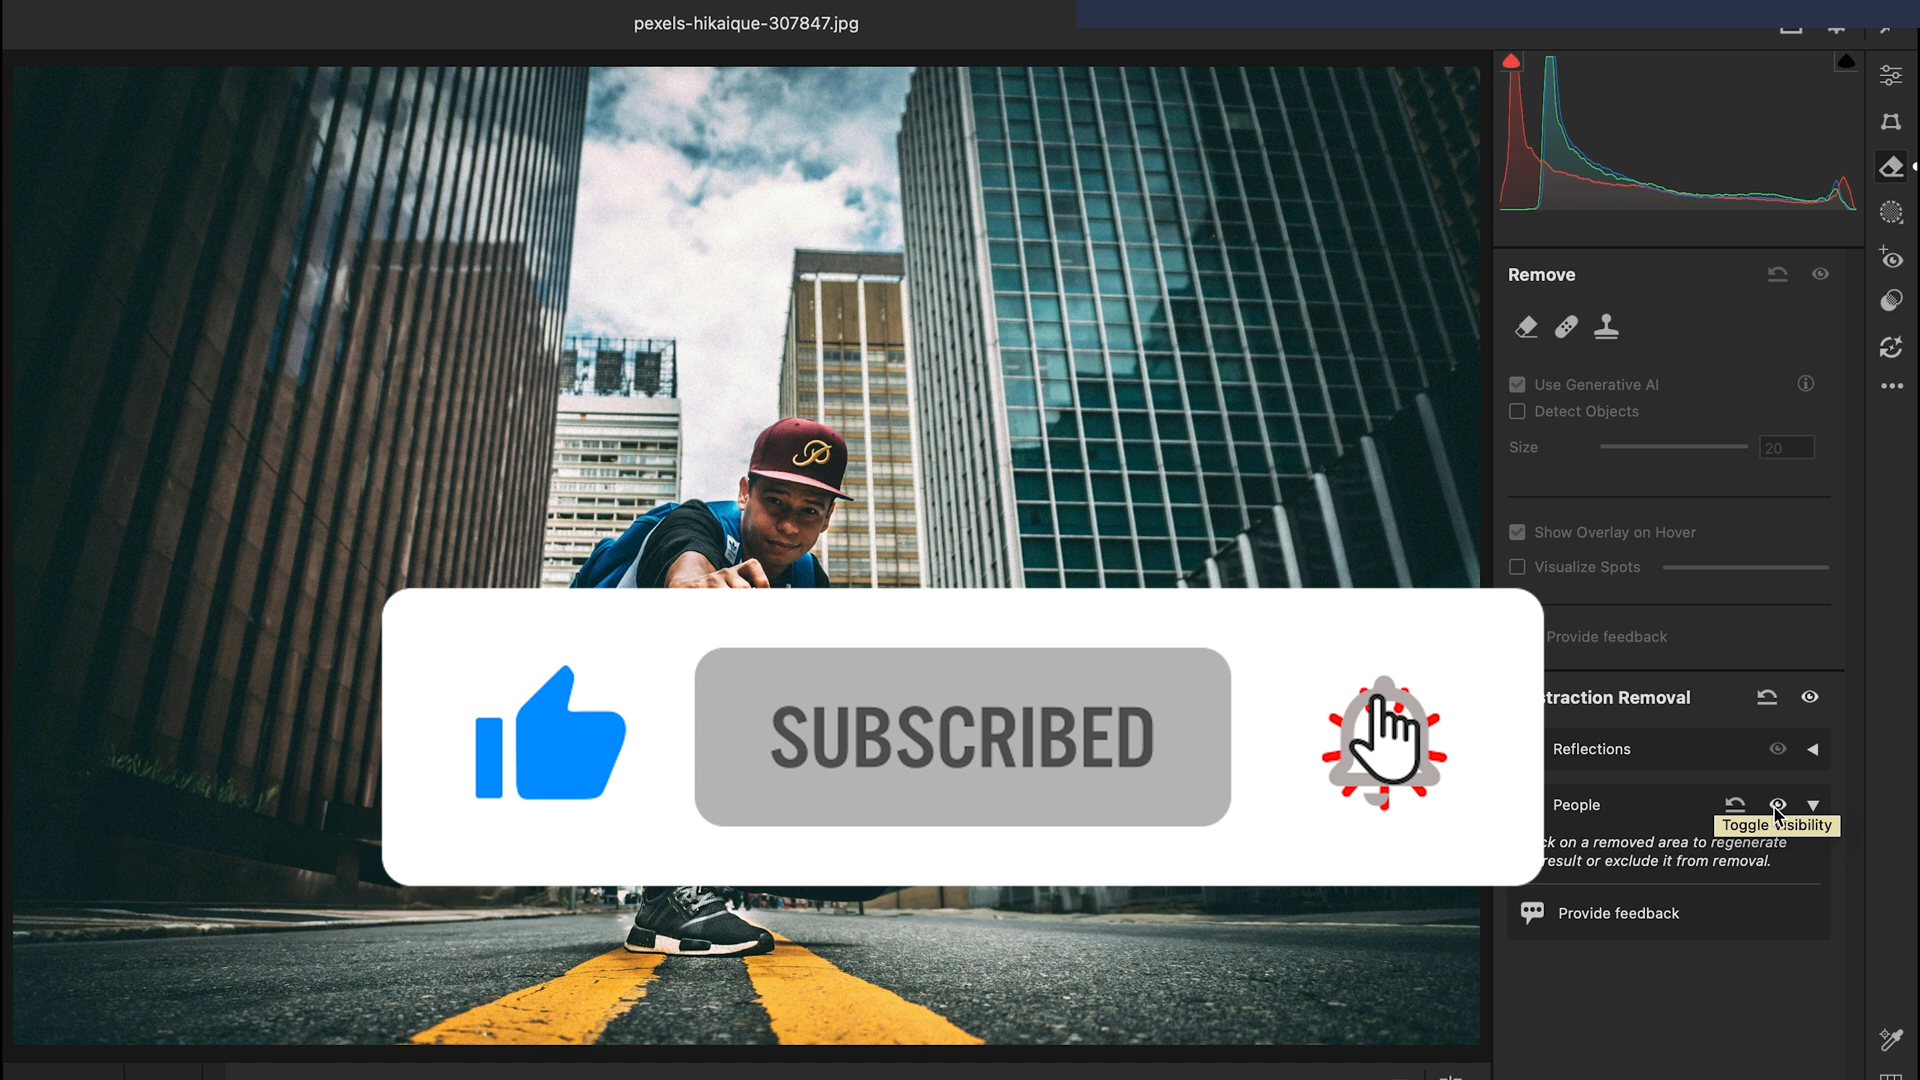 pexels-hikaique-307847.jpg
Remove
Use Generative AI
Detect Objects
Size
20
Show Overlay on Hover
Visualize Spots
Provide feedback
straction Removal
Reflections
People
Toggle Visibility
ck on a removed area to regenerate
result or exclude it from removal.
Provide feedback
SUBSCRIBED